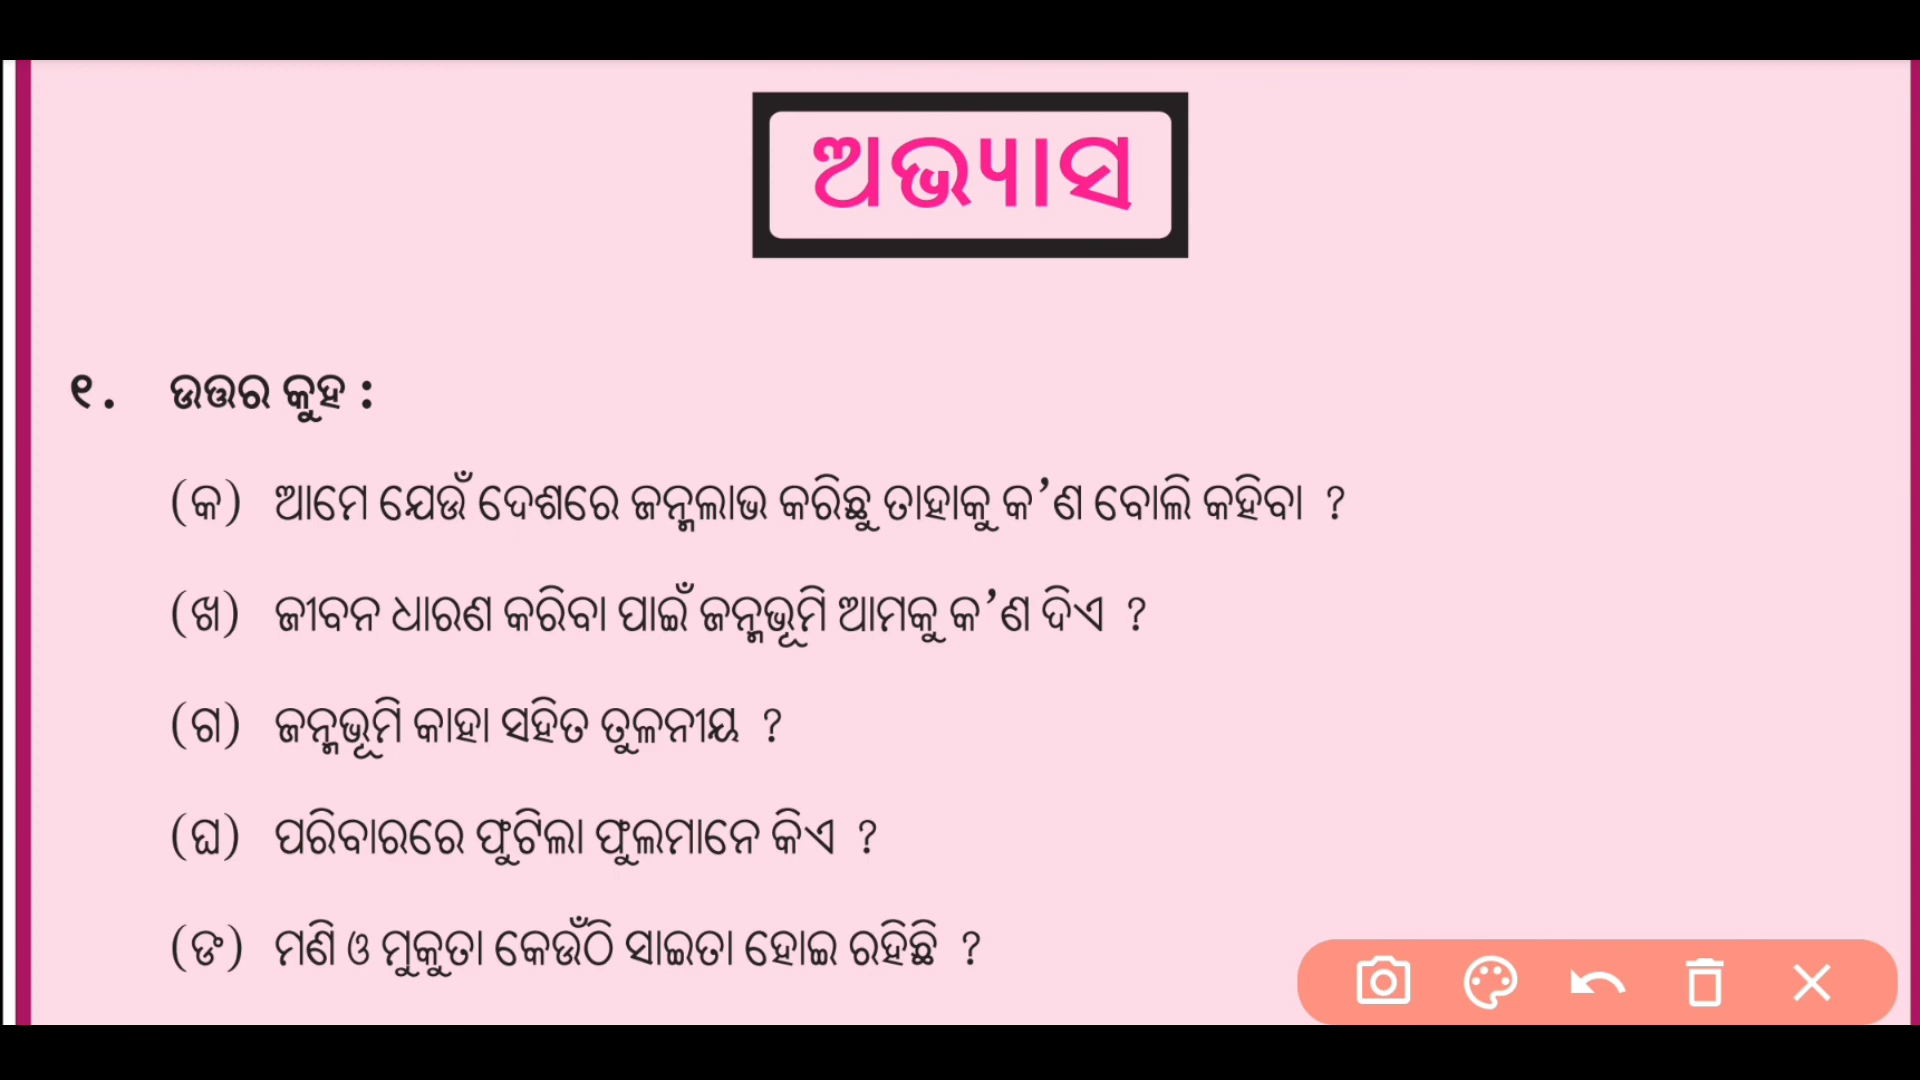 ଅଭ୍ୟାସ
୧. ଉତ୍ତର କୁହ :
(କ) ଆମେ ଯେଉଁ ଦେଶରେ ଜନ୍ମଲାଭ କରିଛୁ ତାହାକୁ କ’ଣ ବୋଲି କହିବା ?
(ଖ) ଜୀବନ ଧାରଣ କରିବା ପାଇଁ ଜନ୍ମଭୂମି ଆମକୁ କ’ଣ ଦିଏ ?
(ଗ) ଜନ୍ମଭୂମି କାହା ସହିତ ତୁଳନୀୟ ?
(ଘ) ପରିବାରରେ ଫୁଟିଲା ଫୁଲମାନେ କିଏ ?
(ଙ) ମଣି ଓ ମୁକୁତା କେଉଁଠି ସାଇତା ହୋଇ ରହିଛି ?